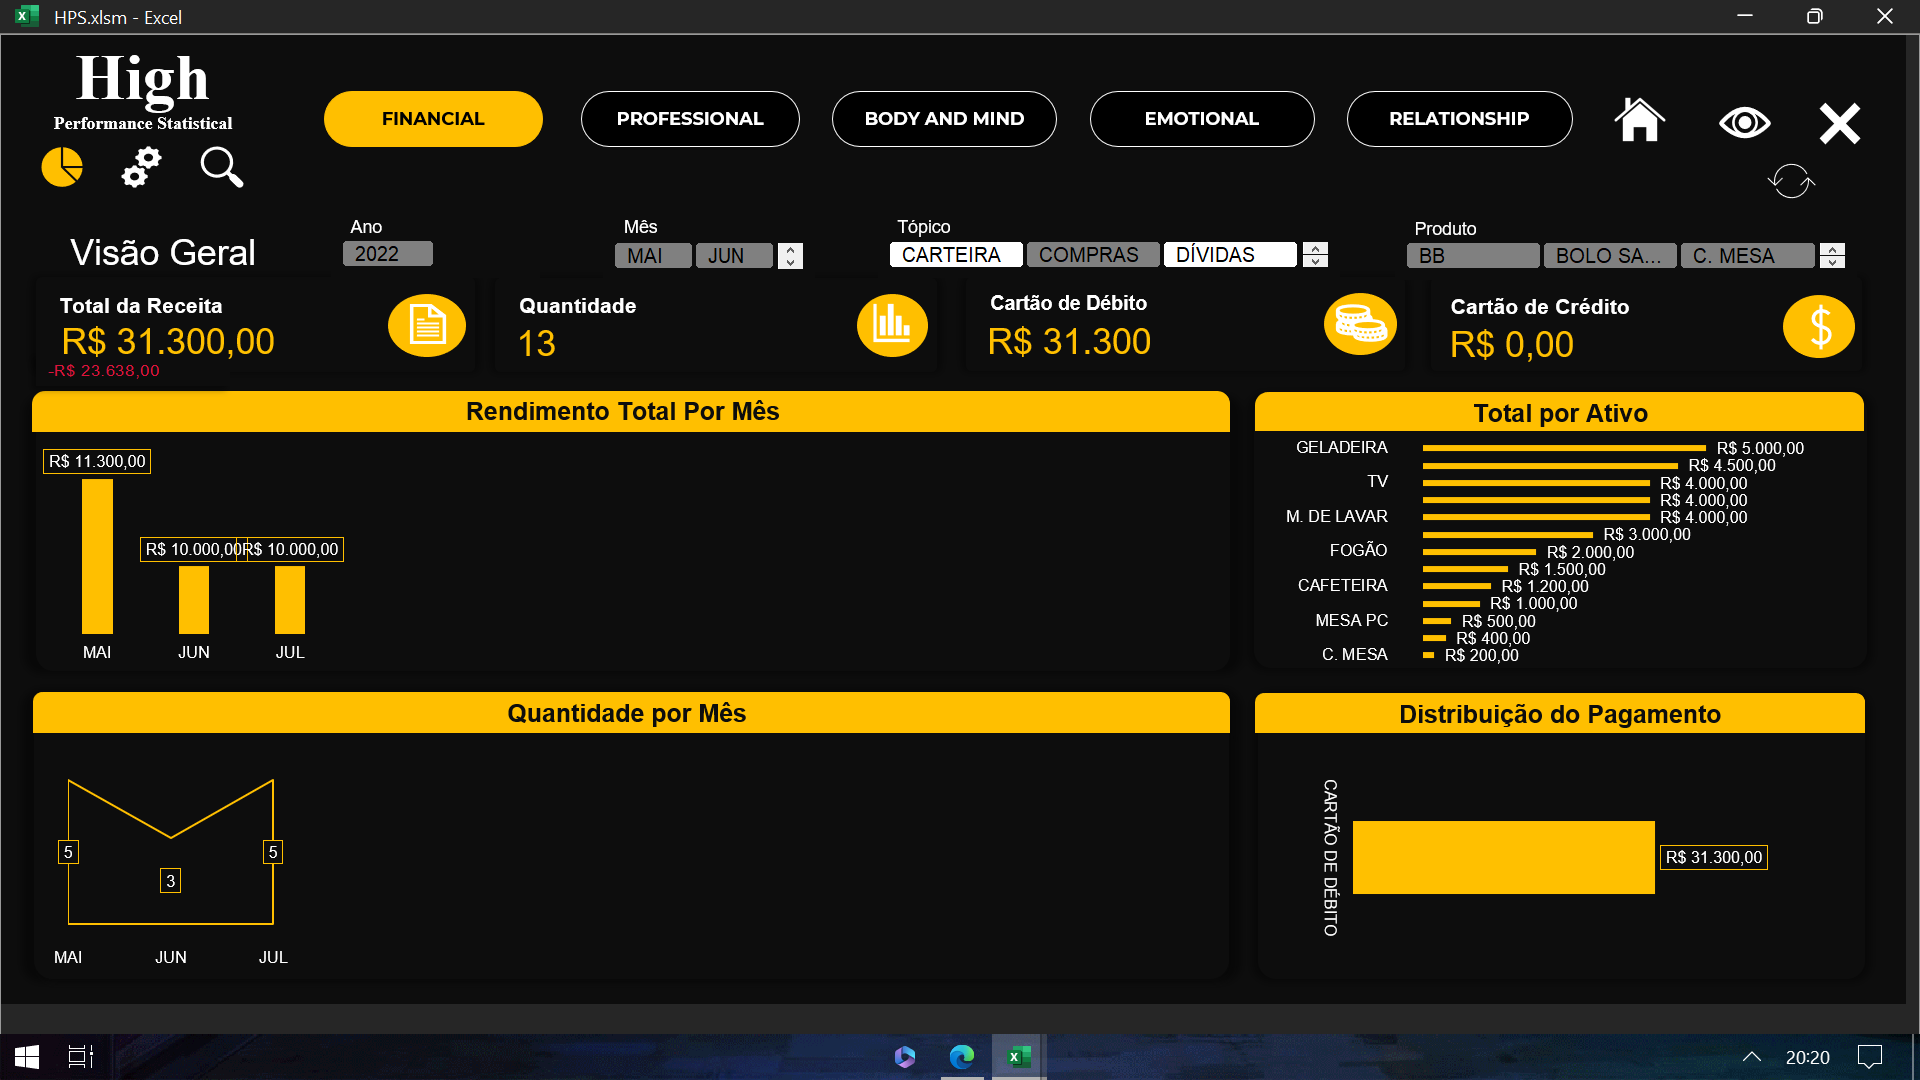 HPS.xlsm - Excel
High
Performance Statistical
FINANCIAL
PROFESSIONAL
BODY AND MIND
EMOTIONAL
RELATIONSHIP
Visão Geral
Ano
2022
Mês
MAI
JUN
Tópico
CARTEIRA
COMPRAS
DÍVIDAS
Produto
BB
BOLO SA...
C. MESA
Total da Receita
R$ 31.300,00
-R$ 23.638,00
Quantidade
13
Cartão de Débito
R$ 31.300
Cartão de Crédito
R$ 0,00
Rendimento Total Por Mês
R$ 11.300,00
R$ 10.000,00
R$ 10.000,00
MAI
JUN
JUL
Total por Ativo
GELADEIRA
R$ 5.000,00
R$ 4.500,00
TV
R$ 4.000,00
R$ 4.000,00
M. DE LAVAR
R$ 4.000,00
R$ 3.000,00
FOGÃO
R$ 2.000,00
R$ 1.500,00
CAFETEIRA
R$ 1.200,00
R$ 1.000,00
MESA PC
R$ 500,00
R$ 400,00
C. MESA
R$ 200,00
Quantidade por Mês
5
3
5
MAI
JUN
JUL
Distribuição do Pagamento
CARTÃO DE DÉBITO
R$ 31.300,00
20:20